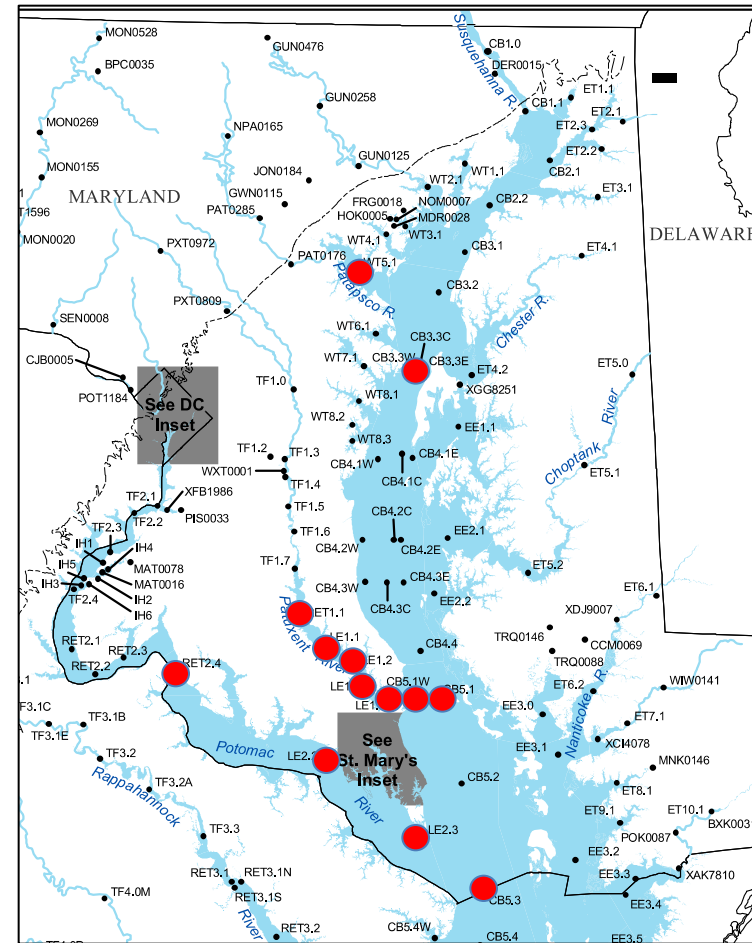 MON0528
GUN0476
CB1.0
BPC0035
DER0015
Susquehanna R.
GUN0258
CB1.1
ET1.1
ET2.1
MON0269
NPA0165
ET2.3
ET2.2
MON0155
GUN0125
WT1.1
CB2.1
JON0184
WT2.1
MARYLAND
GWN0115
FRG0018
NOM0007
CB2.2
ET3.1
T1596
PAT0285
HOK0005
MDR0028
WT4.1
WT3.1
DELAWARE
MON0020
PXT0972
CB3.1
ET4.1
PAT0176
WT5.1
Patapsco R.
CB3.2
Chester R.
PXT0809
SEN0008
WT6.1
CB3.3C
CJB0005
WT7.1
CB3.3W
CB3.3E
ET4.2
ET5.0
POT1184
TF1.0
XGG8251
See DC
Inset
WT8.1
WT8.2
EE1.1
River
WT8.3
Choptank
TF1.2
TF1.3
CB4.1W
CB4.1E
WXT0001
CB4.1C
ET5.1
TF1.4
TF2.1
XFB1986
TF1.5
TF2.2
PIS0033
CB4.2C
TF1.6
EE2.1
TF2.3
IH1
IH4
CB4.2W
CB4.2E
IH5
MAT0078
TF1.7
ET5.2
IH3
MAT0016
CB4.3W
CB4.3E
TF2.4
IH2
CB4.3C
EE2.2
ET6.1
IH6
ET1.1
Patuxent River
XDJ9007
RET2.1
LE1.1
TRQ0146
CCM0069
RET2.3
LE1.2
CB4.4
TRQ0088
RET2.2
RET2.4
.1
LE1.
CB5.1W
CB5.1
ET6.2
WIW0141
LE1.
Nanticoke R.
F3.1C
TF3.1B
EE3.0
ET7.1
TF3.1E
See
St. Mary's
Inset
Potomac
River
TF3.2
LE2.2
EE3.1
XCI4078
MNK0146
Rappahannock
River
TF3.2A
CB5.2
ET8.1
ET9.1
ET10.1
BXK0031
TF3.3
LE2.3
POK0087
EE3.2
RET3.1
RET3.1N
EE3.3
XAK7810
RET3.1S
CB5.3
TF4.0M
EE3.4
RET3.2
CB5.4W
CB5.4
EE3.5